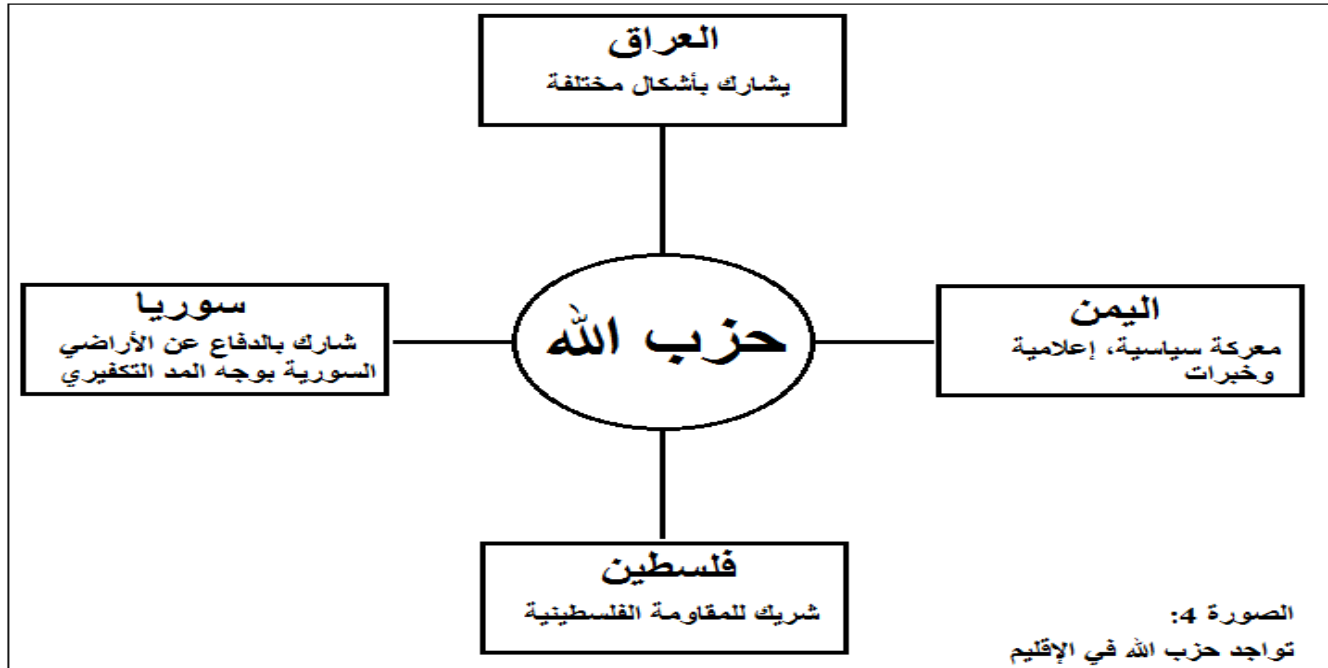 العراق
يشارك بأشكال مختلفة
سوريا
شارك بالدفاع عن الأراضي
السورية بوجه المد التكفيري
حزب الله
اليمن
معركة سياسية، إعلامية
وخبرات
فلسطين
شريك للمقاومة الفلسطينية
الصورة 4:
تواجد حزب الله في الإقليم